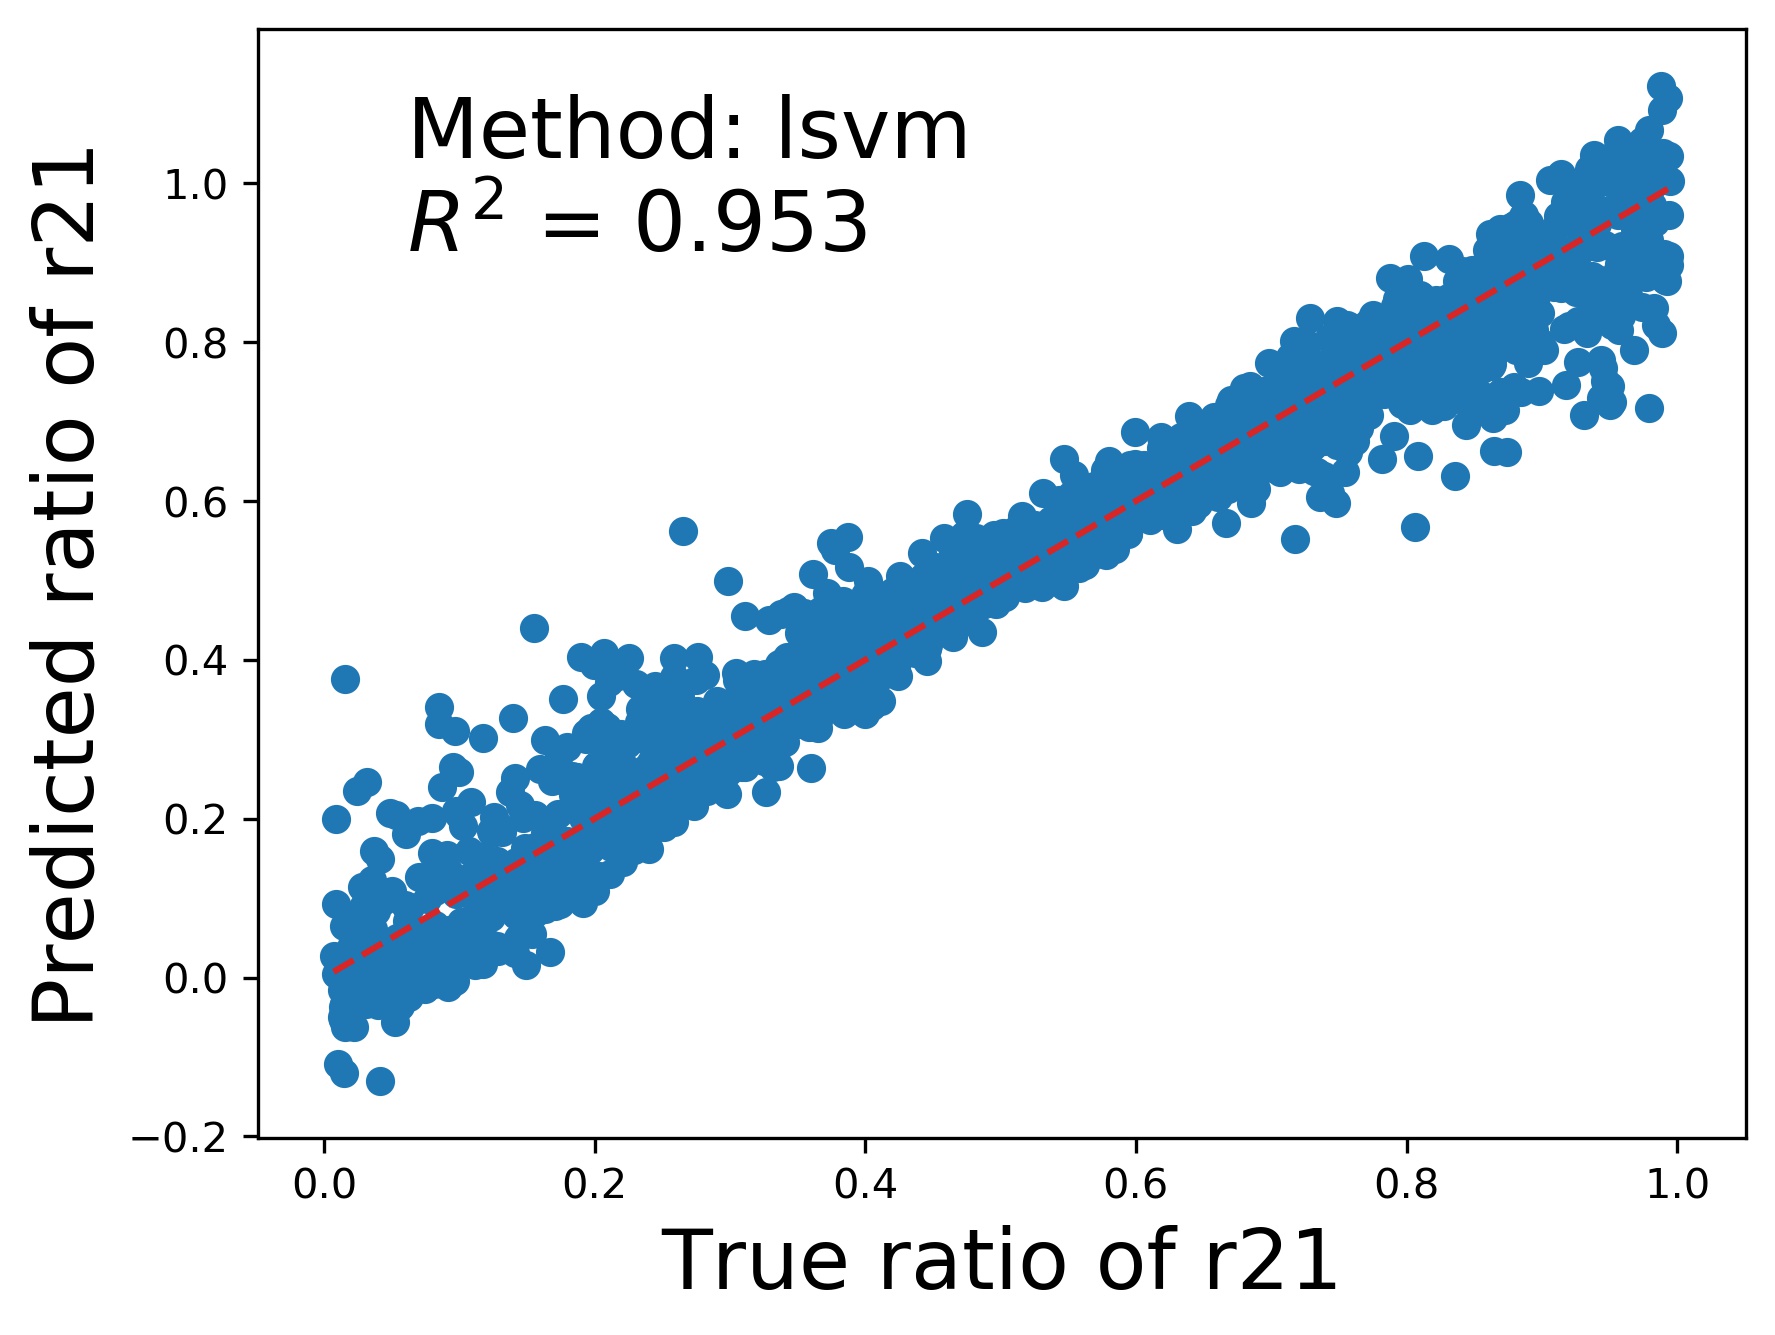 Method: lsvm
R² = 0.953
Predicted ratio of r21
1.0
0.8
0.6
0.4
0.2
0.0
−0.2
0.0 0.2 0.4 0.6 0.8 1.0
True ratio of r21